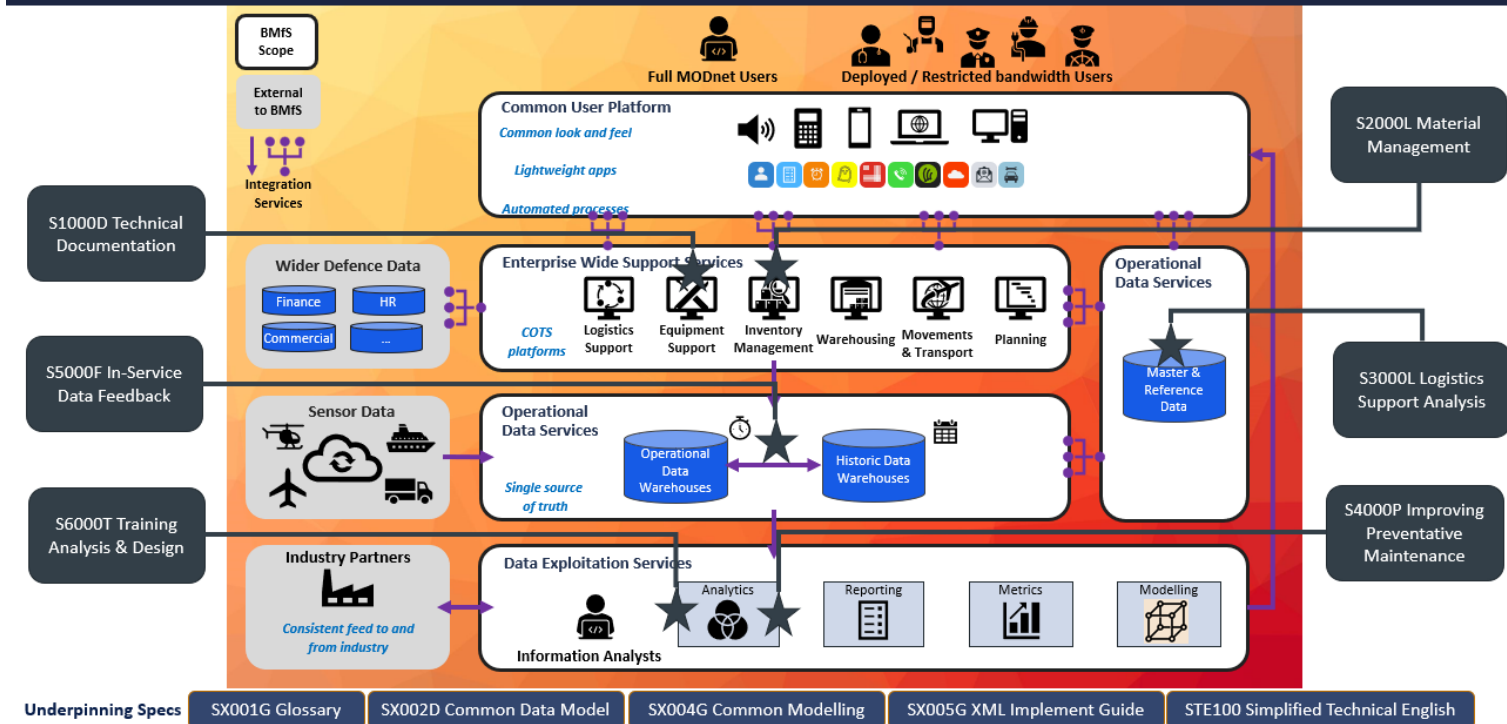 BMfS
Scope
External
to BMfS
Integration
Services
Full MODnet Users
Deployed / Restricted bandwidth Users
Common User Platform
Common look and feel
Lightweight apps
Automated processes
S2000L Material
Management
S1000D Technical
Documentation
Wider Defence Data
Finance
HR
Commercial
...
Enterprise Wide Support Services
COTS
platforms
Logistics
Support
Equipment
Support
Inventory
Management
Warehousing
Movements
& Transport
Planning
Operational
Data Services
Master &
Reference
Data
S3000L Logistics
Support Analysis
S5000F In-Service
Data Feedback
Sensor Data
Operational
Data Services
Single source
of truth
Operational
Data
Warehouses
Historic Data
Warehouses
S6000T Training
Analysis & Design
S4000P Improving
Preventative
Maintenance
Industry Partners
Consistent feed to and
from industry
Data Exploitation Services
Information Analysts
Analytics
Reporting
Metrics
Modelling
Underpinning Specs
SX001G Glossary
SX002D Common Data Model
SX004G Common Modelling
SX005G XML Implement Guide
STE100 Simplified Technical English